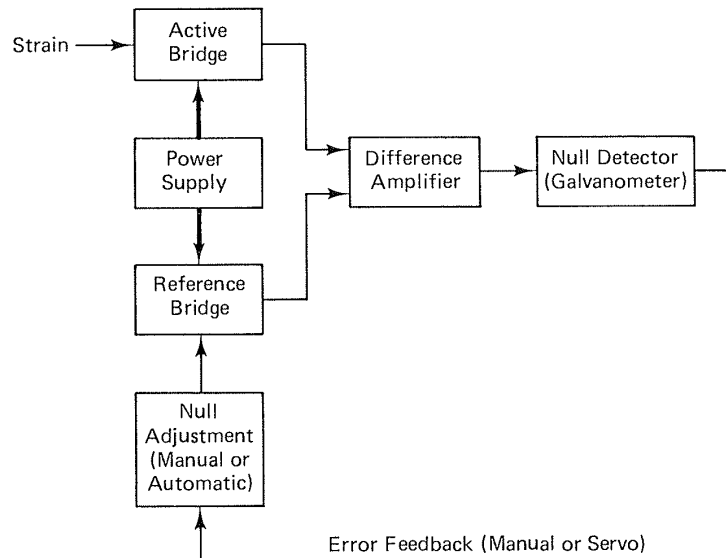 Active
Bridge
Strain
Power
Supply
Difference
Amplifier
Null Detector
(Galvanometer)
Reference
Bridge
Null
Adjustment
(Manual or
Automatic)
Error Feedback (Manual or Servo)